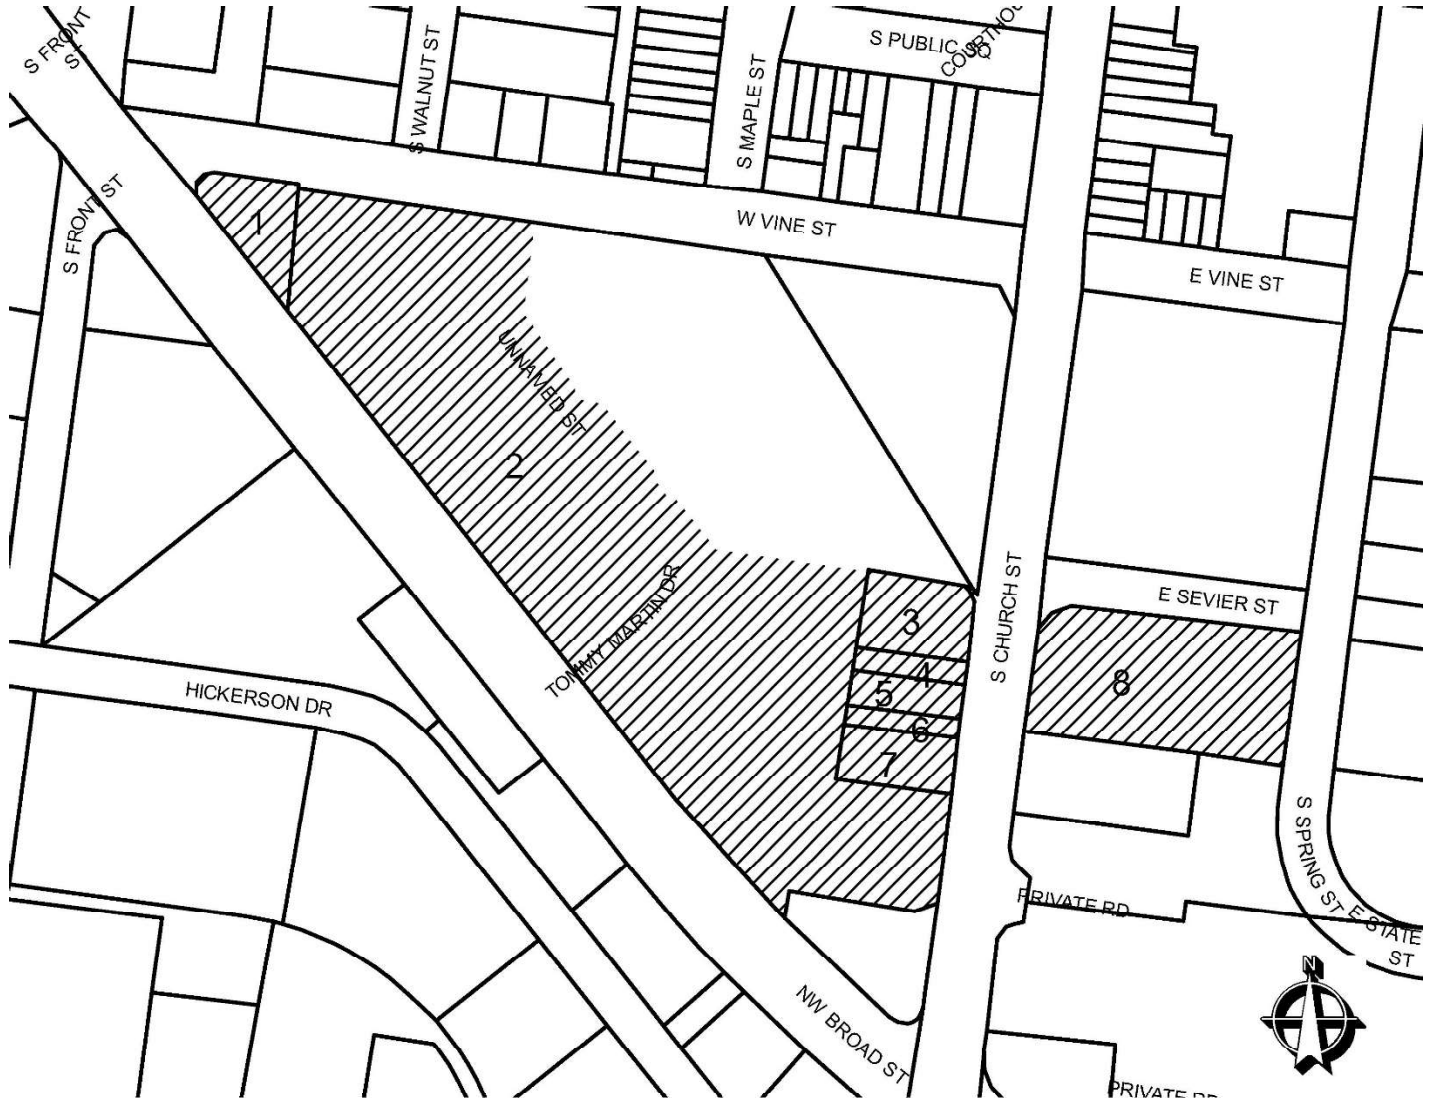 S FRONT
ST
S WALNUT ST
S MAPLE ST
S PUBLIC
SQ
S FRONT ST
1
W VINE ST
E VINE ST
UNNAMED ST
2
TOMMY MARTIN DR
3
4
5
6
7
S CHURCH ST
E SEVIER ST
8
HICKERSON DR
S SPRING ST
PRIVATE RD
E STATE
ST
N
NW BROAD ST